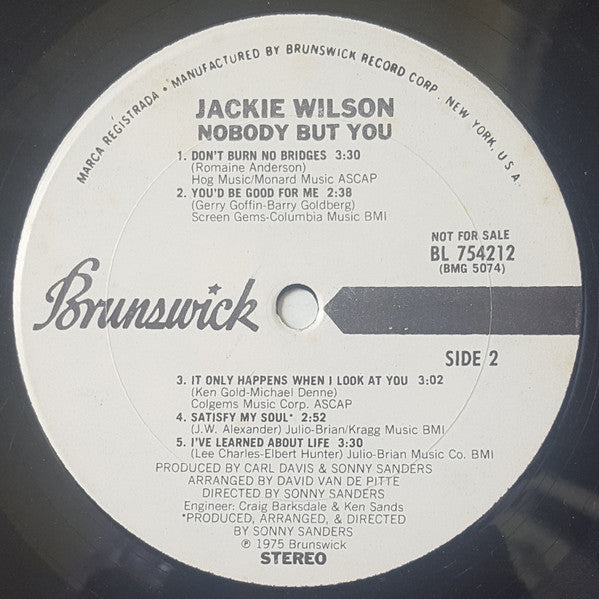 MARCA REGISTRADA • MANUFACTURED BY BRUNSWICK RECORD CORP. NEW YORK, U.S.A.
JACKIE WILSON
NOBODY BUT YOU
1. DON'T BURN NO BRIDGES 3:30
(Romaine Anderson)
Hog Music/Monard Music ASCAP
2. YOU'D BE GOOD FOR ME 2:38
(Gerry Goffin-Barry Goldberg)
Screen Gems-Columbia Music BMI
NOT FOR SALE
BL 754212
(BMG 5074)
Brunswick
SIDE 2
3. IT ONLY HAPPENS WHEN I LOOK AT YOU 3:02
(Ken Gold-Michael Denne)
Colgems Music Corp. ASCAP
4. SATISFY MY SOUL* 2:52
(J.W. Alexander) Julio-Brian/Kragg Music BMI
5. I'VE LEARNED ABOUT LIFE 3:30
(Lee Charles-Elbert Hunter) Julio-Brian Music Co. BMI
PRODUCED BY CARL DAVIS & SONNY SANDERS
ARRANGED BY DAVID VAN DE PITTE
DIRECTED BY SONNY SANDERS
Engineer: Craig Barksdale & Ken Sands
*PRODUCED, ARRANGED, & DIRECTED
BY SONNY SANDERS
℗ 1975 Brunswick
STEREO